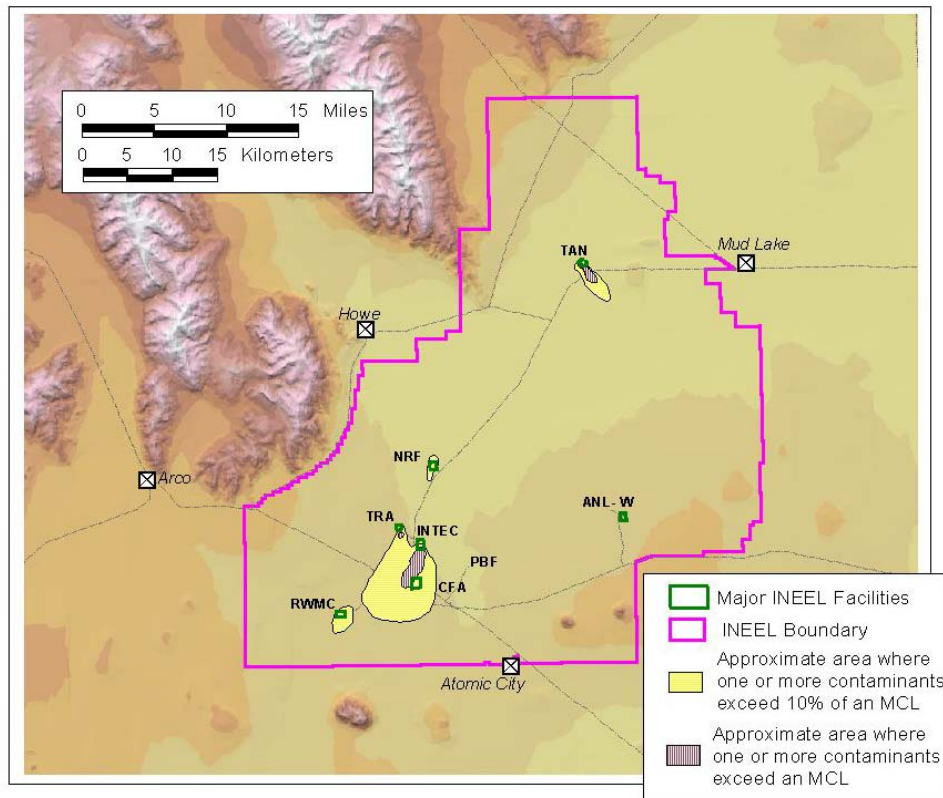 0 5 10 15 Miles
0 5 10 15 Kilometers
TAN
Mud Lake
Howe
NRF
Arco
ANL-W
TRA
INTEC
PBF
CFA
RWMC
Atomic City
Major INEEL Facilities
INEEL Boundary
Approximate area where
one or more contaminants
exceed 10% of an MCL
Approximate area where
one or more contaminants
exceed an MCL